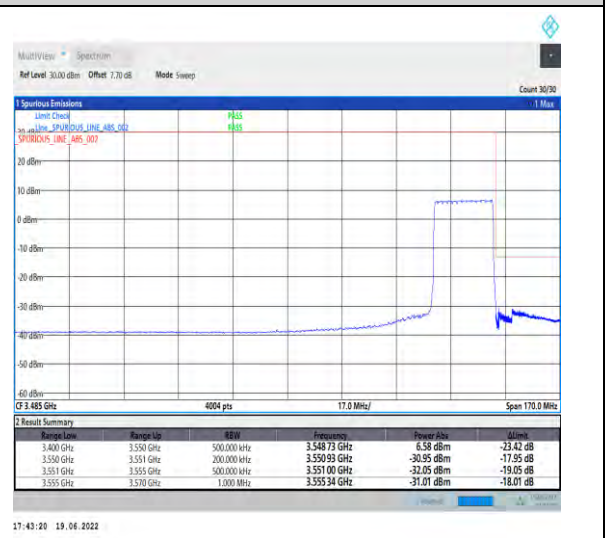 MultiView Spectrum
Ref Level 30.00 dBm Offset 7.70 dB Mode Sweep
Count 30/30
1 Spurious Emissions 1 Max
Limit Check PASS
Line _SPURIOUS_LINE_ABS_002 PASS
_SPURIOUS_LINE_ABS_002
20 dBm
10 dBm
0 dBm
-10 dBm
-20 dBm
-30 dBm
-40 dBm
-50 dBm
-60 dBm
CF 3.485 GHz 4004 pts 17.0 MHz/ Span 170.0 MHz
2 Result Summary
Range Low Range Up RBW Frequency Power Abs ΔLimit
3.400 GHz 3.550 GHz 500.000 kHz 3.548 73 GHz 6.58 dBm -23.42 dB
3.550 GHz 3.551 GHz 200.000 kHz 3.550 93 GHz -30.95 dBm -17.95 dB
3.551 GHz 3.555 GHz 500.000 kHz 3.551 00 GHz -32.05 dBm -19.05 dB
3.555 GHz 3.570 GHz 1.000 MHz 3.555 34 GHz -31.01 dBm -18.01 dB
17:43:20 19.06.2022